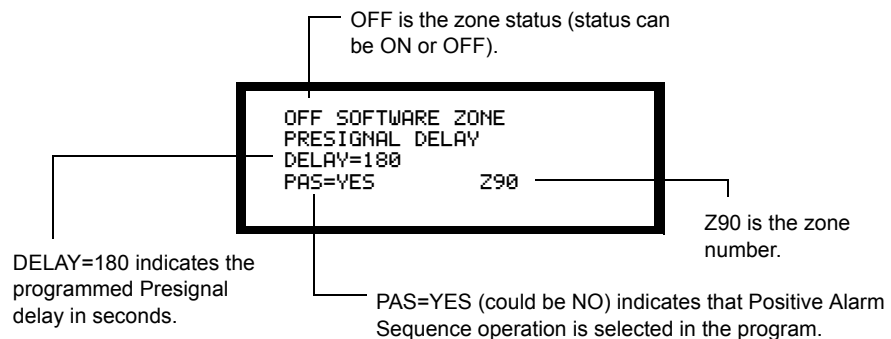 OFF is the zone status (status can
be ON or OFF).
OFF SOFTWARE ZONE
PRESIGNAL DELAY
DELAY=180
PAS=YES Z90
Z90 is the zone
number.
DELAY=180 indicates the
programmed Presignal
delay in seconds.
PAS=YES (could be NO) indicates that Positive Alarm
Sequence operation is selected in the program.